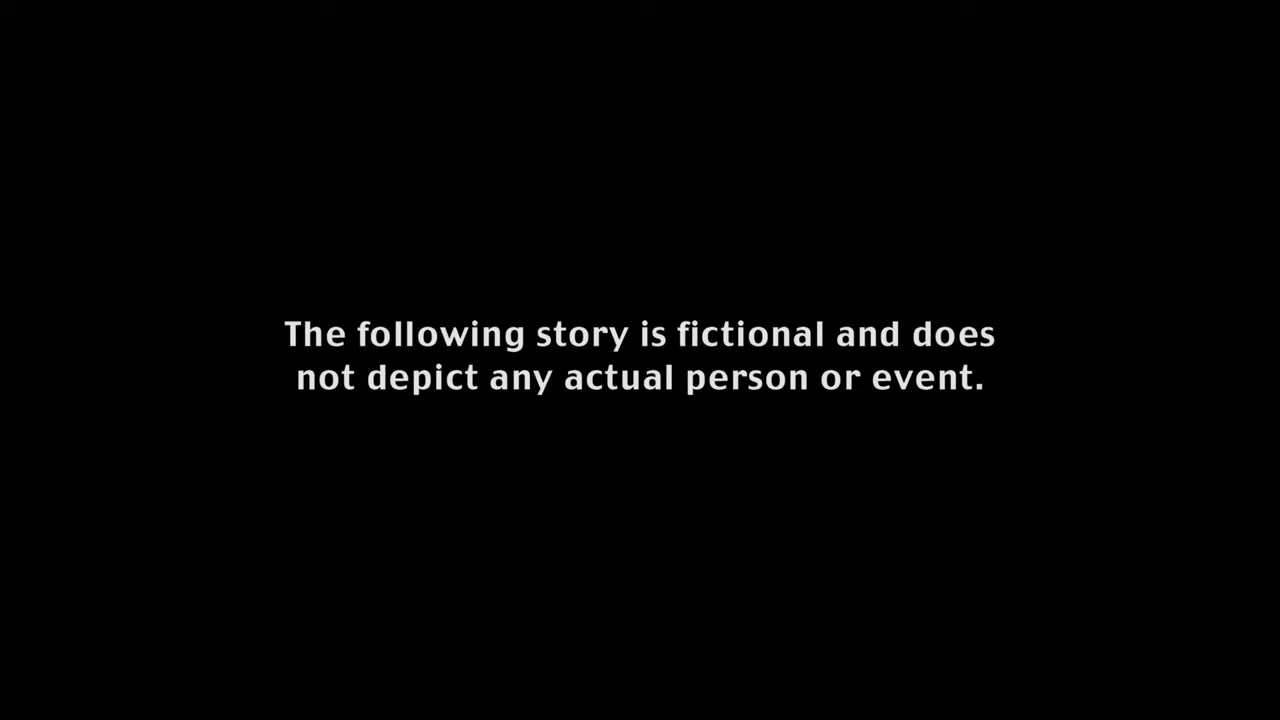 The following story is fictional and does
not depict any actual person or event.